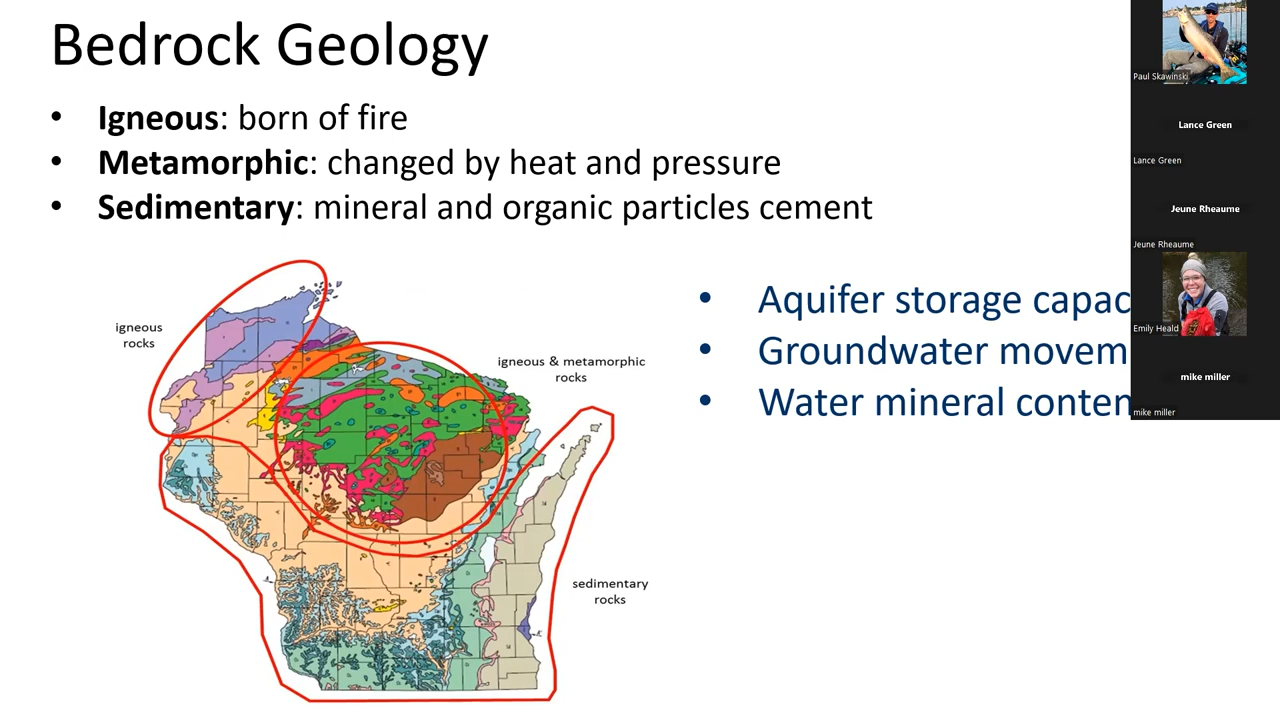 Bedrock Geology
• Igneous: born of fire
• Metamorphic: changed by heat and pressure
• Sedimentary: mineral and organic particles cement
igneous
rocks
igneous & metamorphic
rocks
sedimentary
rocks
• Aquifer storage capac
• Groundwater movem
• Water mineral conten
Paul Skawinski
Lance Green
Lance Green
Jeune Rheaume
Jeune Rheaume
Emily Heald
mike miller
mike miller